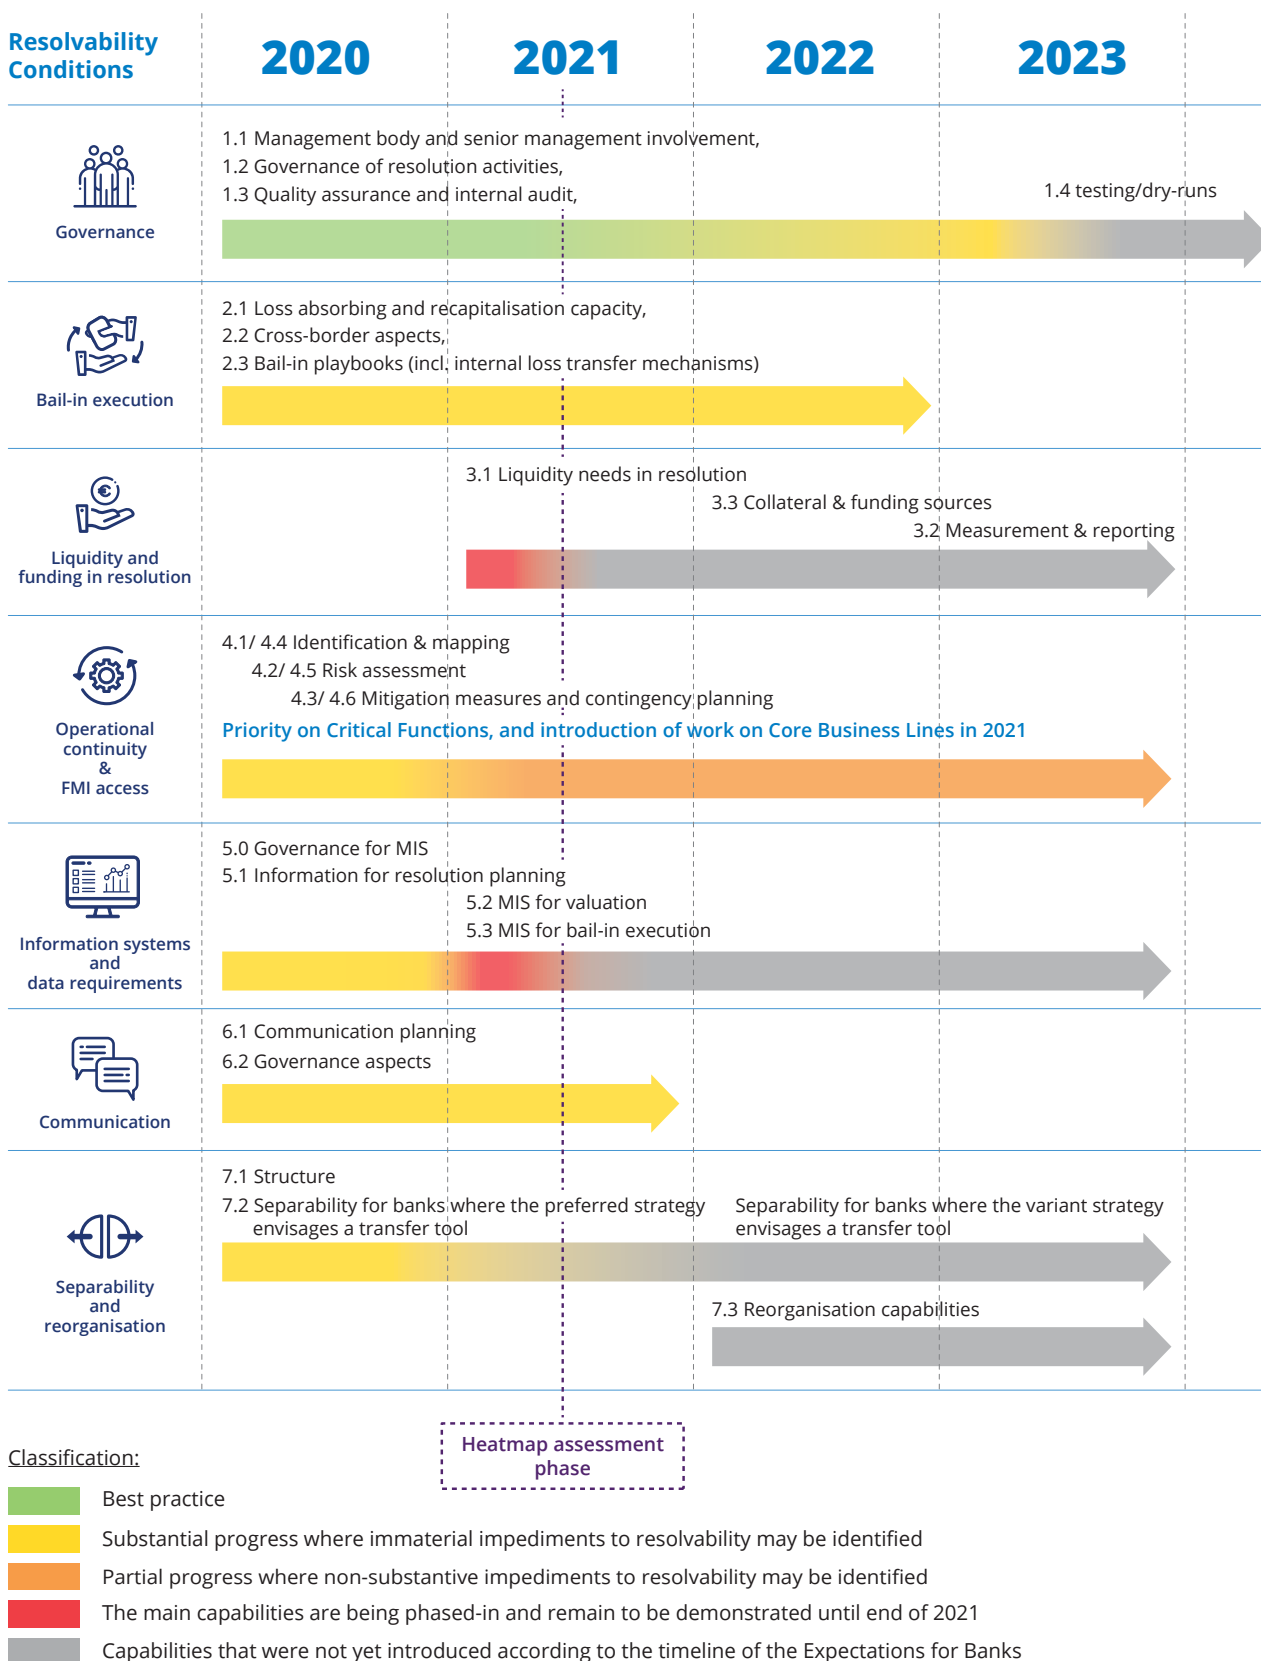 Resolvability
Conditions
2020
2021
2022
2023
Governance
1.1 Management body and senior management involvement,
1.2 Governance of resolution activities,
1.3 Quality assurance and internal audit,
1.4 testing/dry-runs
Bail-in execution
2.1 Loss absorbing and recapitalisation capacity,
2.2 Cross-border aspects,
2.3 Bail-in playbooks (incl. internal loss transfer mechanisms)
Liquidity and
funding in resolution
3.1 Liquidity needs in resolution
3.3 Collateral & funding sources
3.2 Measurement & reporting
Operational
continuity
&
FMI access
4.1/ 4.4 Identification & mapping
4.2/ 4.5 Risk assessment
4.3/ 4.6 Mitigation measures and contingency planning
Priority on Critical Functions, and introduction of work on Core Business Lines in 2021
Information systems
and
data requirements
5.0 Governance for MIS
5.1 Information for resolution planning
5.2 MIS for valuation
5.3 MIS for bail-in execution
Communication
6.1 Communication planning
6.2 Governance aspects
Separability
and
reorganisation
7.1 Structure
7.2 Separability for banks where the preferred strategy
envisages a transfer tool
Separability for banks where the variant strategy
envisages a transfer tool
7.3 Reorganisation capabilities
Heatmap assessment
phase
Classification:
Best practice
Substantial progress where immaterial impediments to resolvability may be identified
Partial progress where non-substantive impediments to resolvability may be identified
The main capabilities are being phased-in and remain to be demonstrated until end of 2021
Capabilities that were not yet introduced according to the timeline of the Expectations for Banks